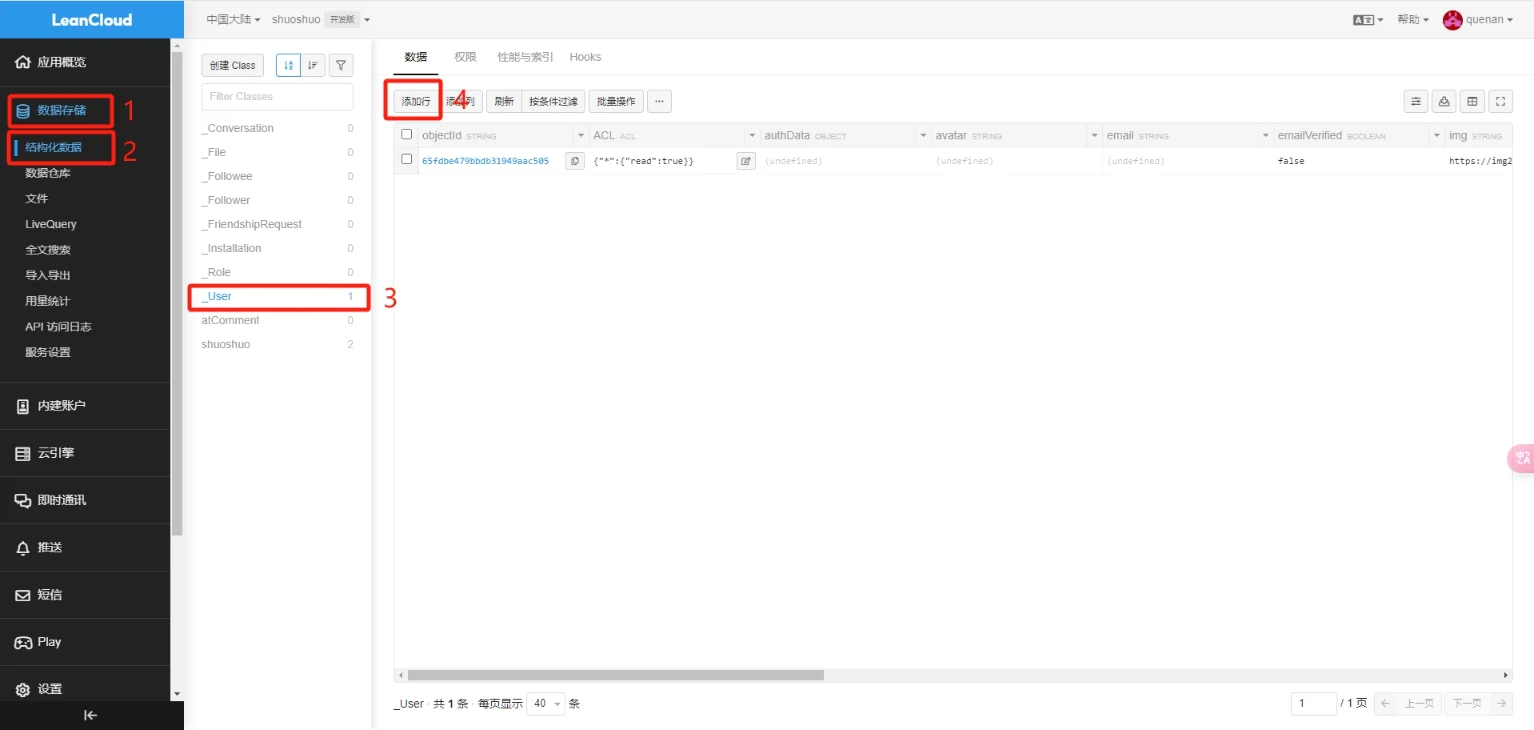 LeanCloud
中国大陆 shuoshuo 开发版
帮助 quenan
应用概览
数据存储 1
结构化数据 2
数据仓库
文件
LiveQuery
全文搜索
导入导出
用量统计
API 访问日志
服务设置
内建账户
云引擎
即时通讯
推送
短信
Play
设置
创建 Class
Filter Classes
_Conversation 0
_File 0
_Followee 0
_Follower 0
_FriendshipRequest 0
_Installation 0
_Role 0
_User 1 3
atComment 0
shuoshuo 2
数据 权限 性能与索引 Hooks
添加行 4 刷新 按条件过滤 批量操作 ...
objectId STRING ACL ACL authData OBJECT avatar STRING email STRING emailVerified BOOLEAN img STRING
65fdbe479bbdb31949aac505 {"*":{"read":true}} (undefined) (undefined) (undefined) false https://img2
_User · 共 1 条 · 每页显示 40 条
1 / 1 页 上一页 下一页